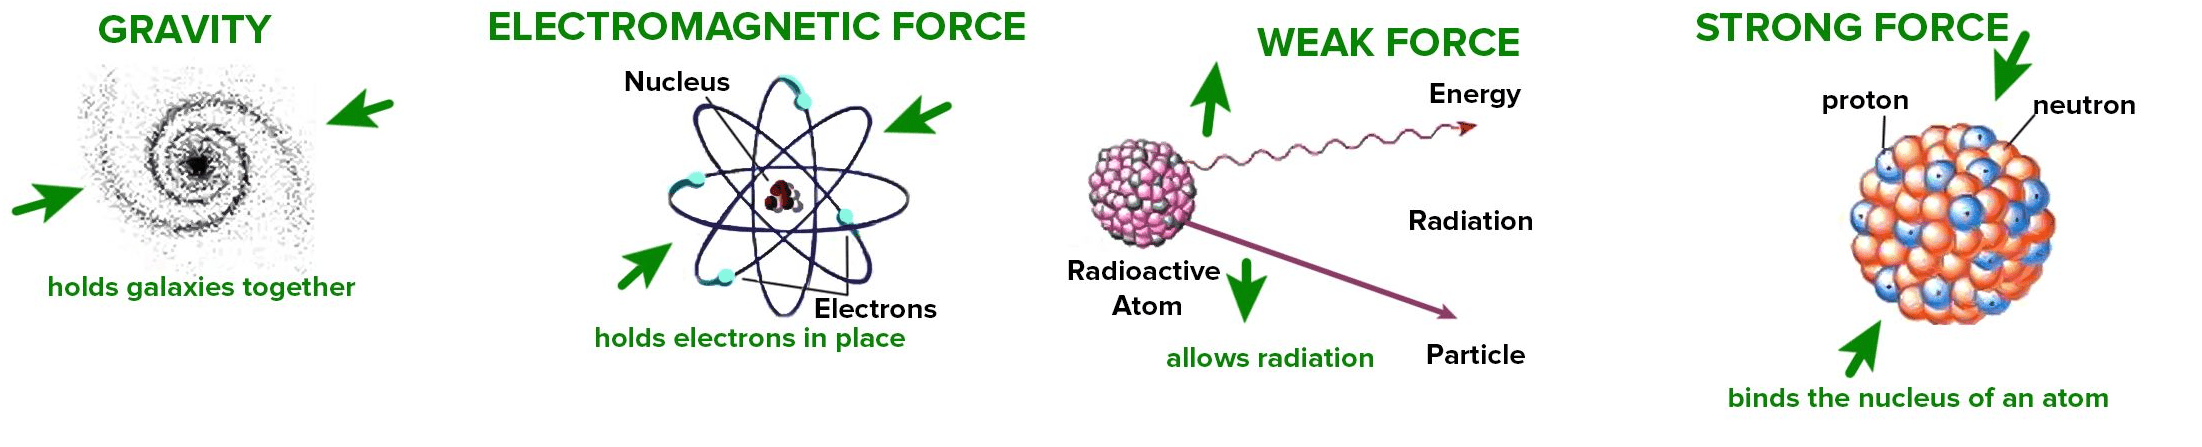 GRAVITY
holds galaxies together
ELECTROMAGNETIC FORCE
Nucleus
Electrons
holds electrons in place
WEAK FORCE
Energy
Radiation
Radioactive
Atom
Particle
allows radiation
STRONG FORCE
proton
neutron
binds the nucleus of an atom